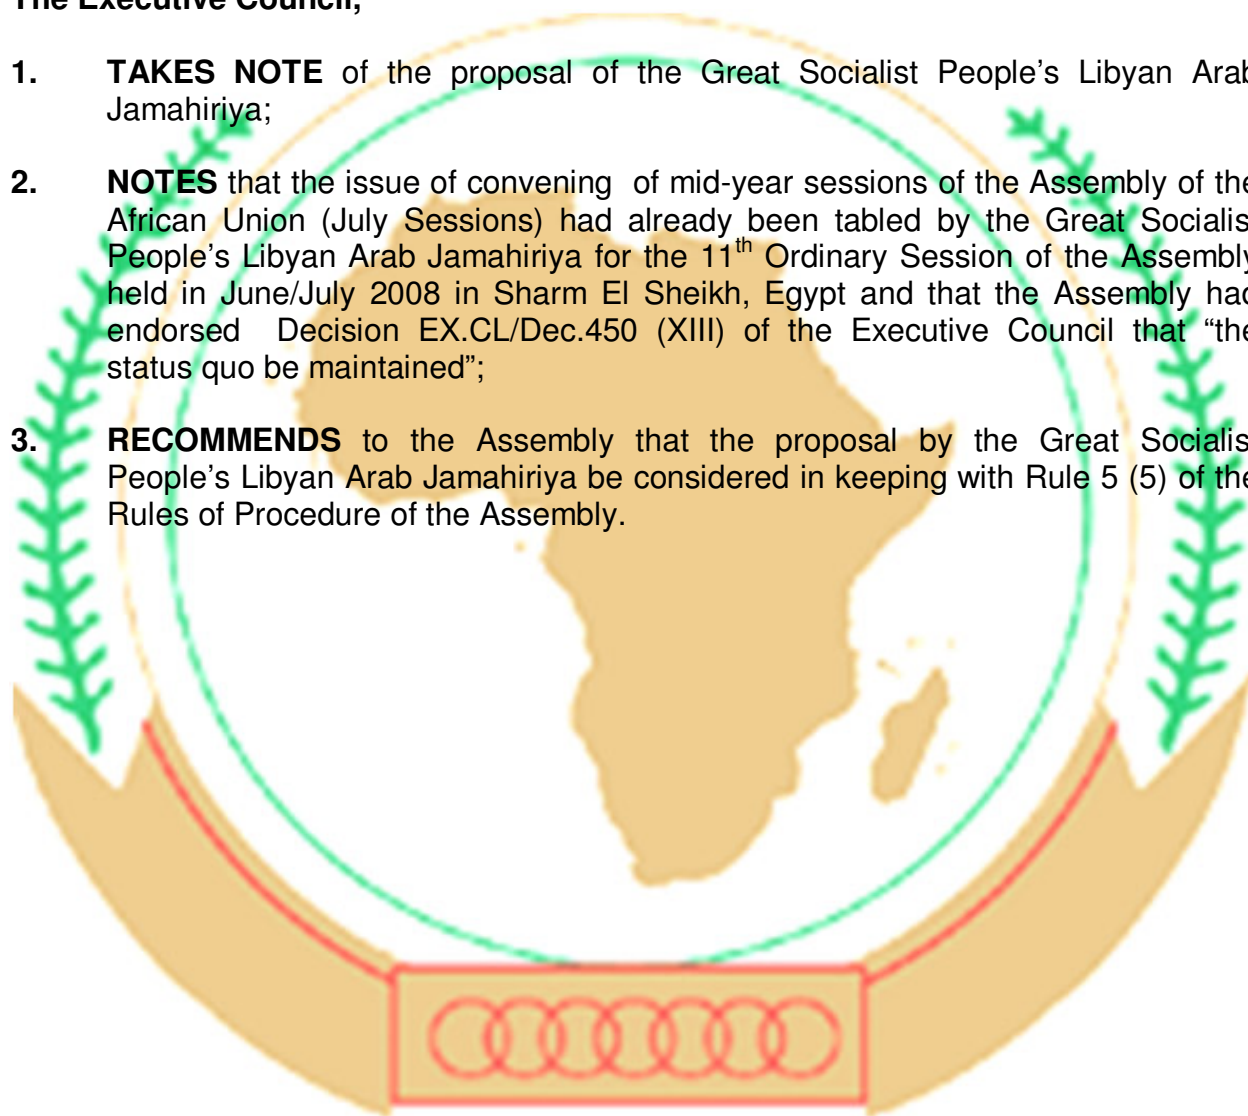 The Executive Council,
1. TAKES NOTE of the proposal of the Great Socialist People’s Libyan Arab
Jamahiriya;
2. NOTES that the issue of convening of mid-year sessions of the Assembly of the
African Union (July Sessions) had already been tabled by the Great Socialist
People’s Libyan Arab Jamahiriya for the 11th Ordinary Session of the Assembly
held in June/July 2008 in Sharm El Sheikh, Egypt and that the Assembly had
endorsed Decision EX.CL/Dec.450 (XIII) of the Executive Council that “the
status quo be maintained”;
3. RECOMMENDS to the Assembly that the proposal by the Great Socialist
People’s Libyan Arab Jamahiriya be considered in keeping with Rule 5 (5) of the
Rules of Procedure of the Assembly.